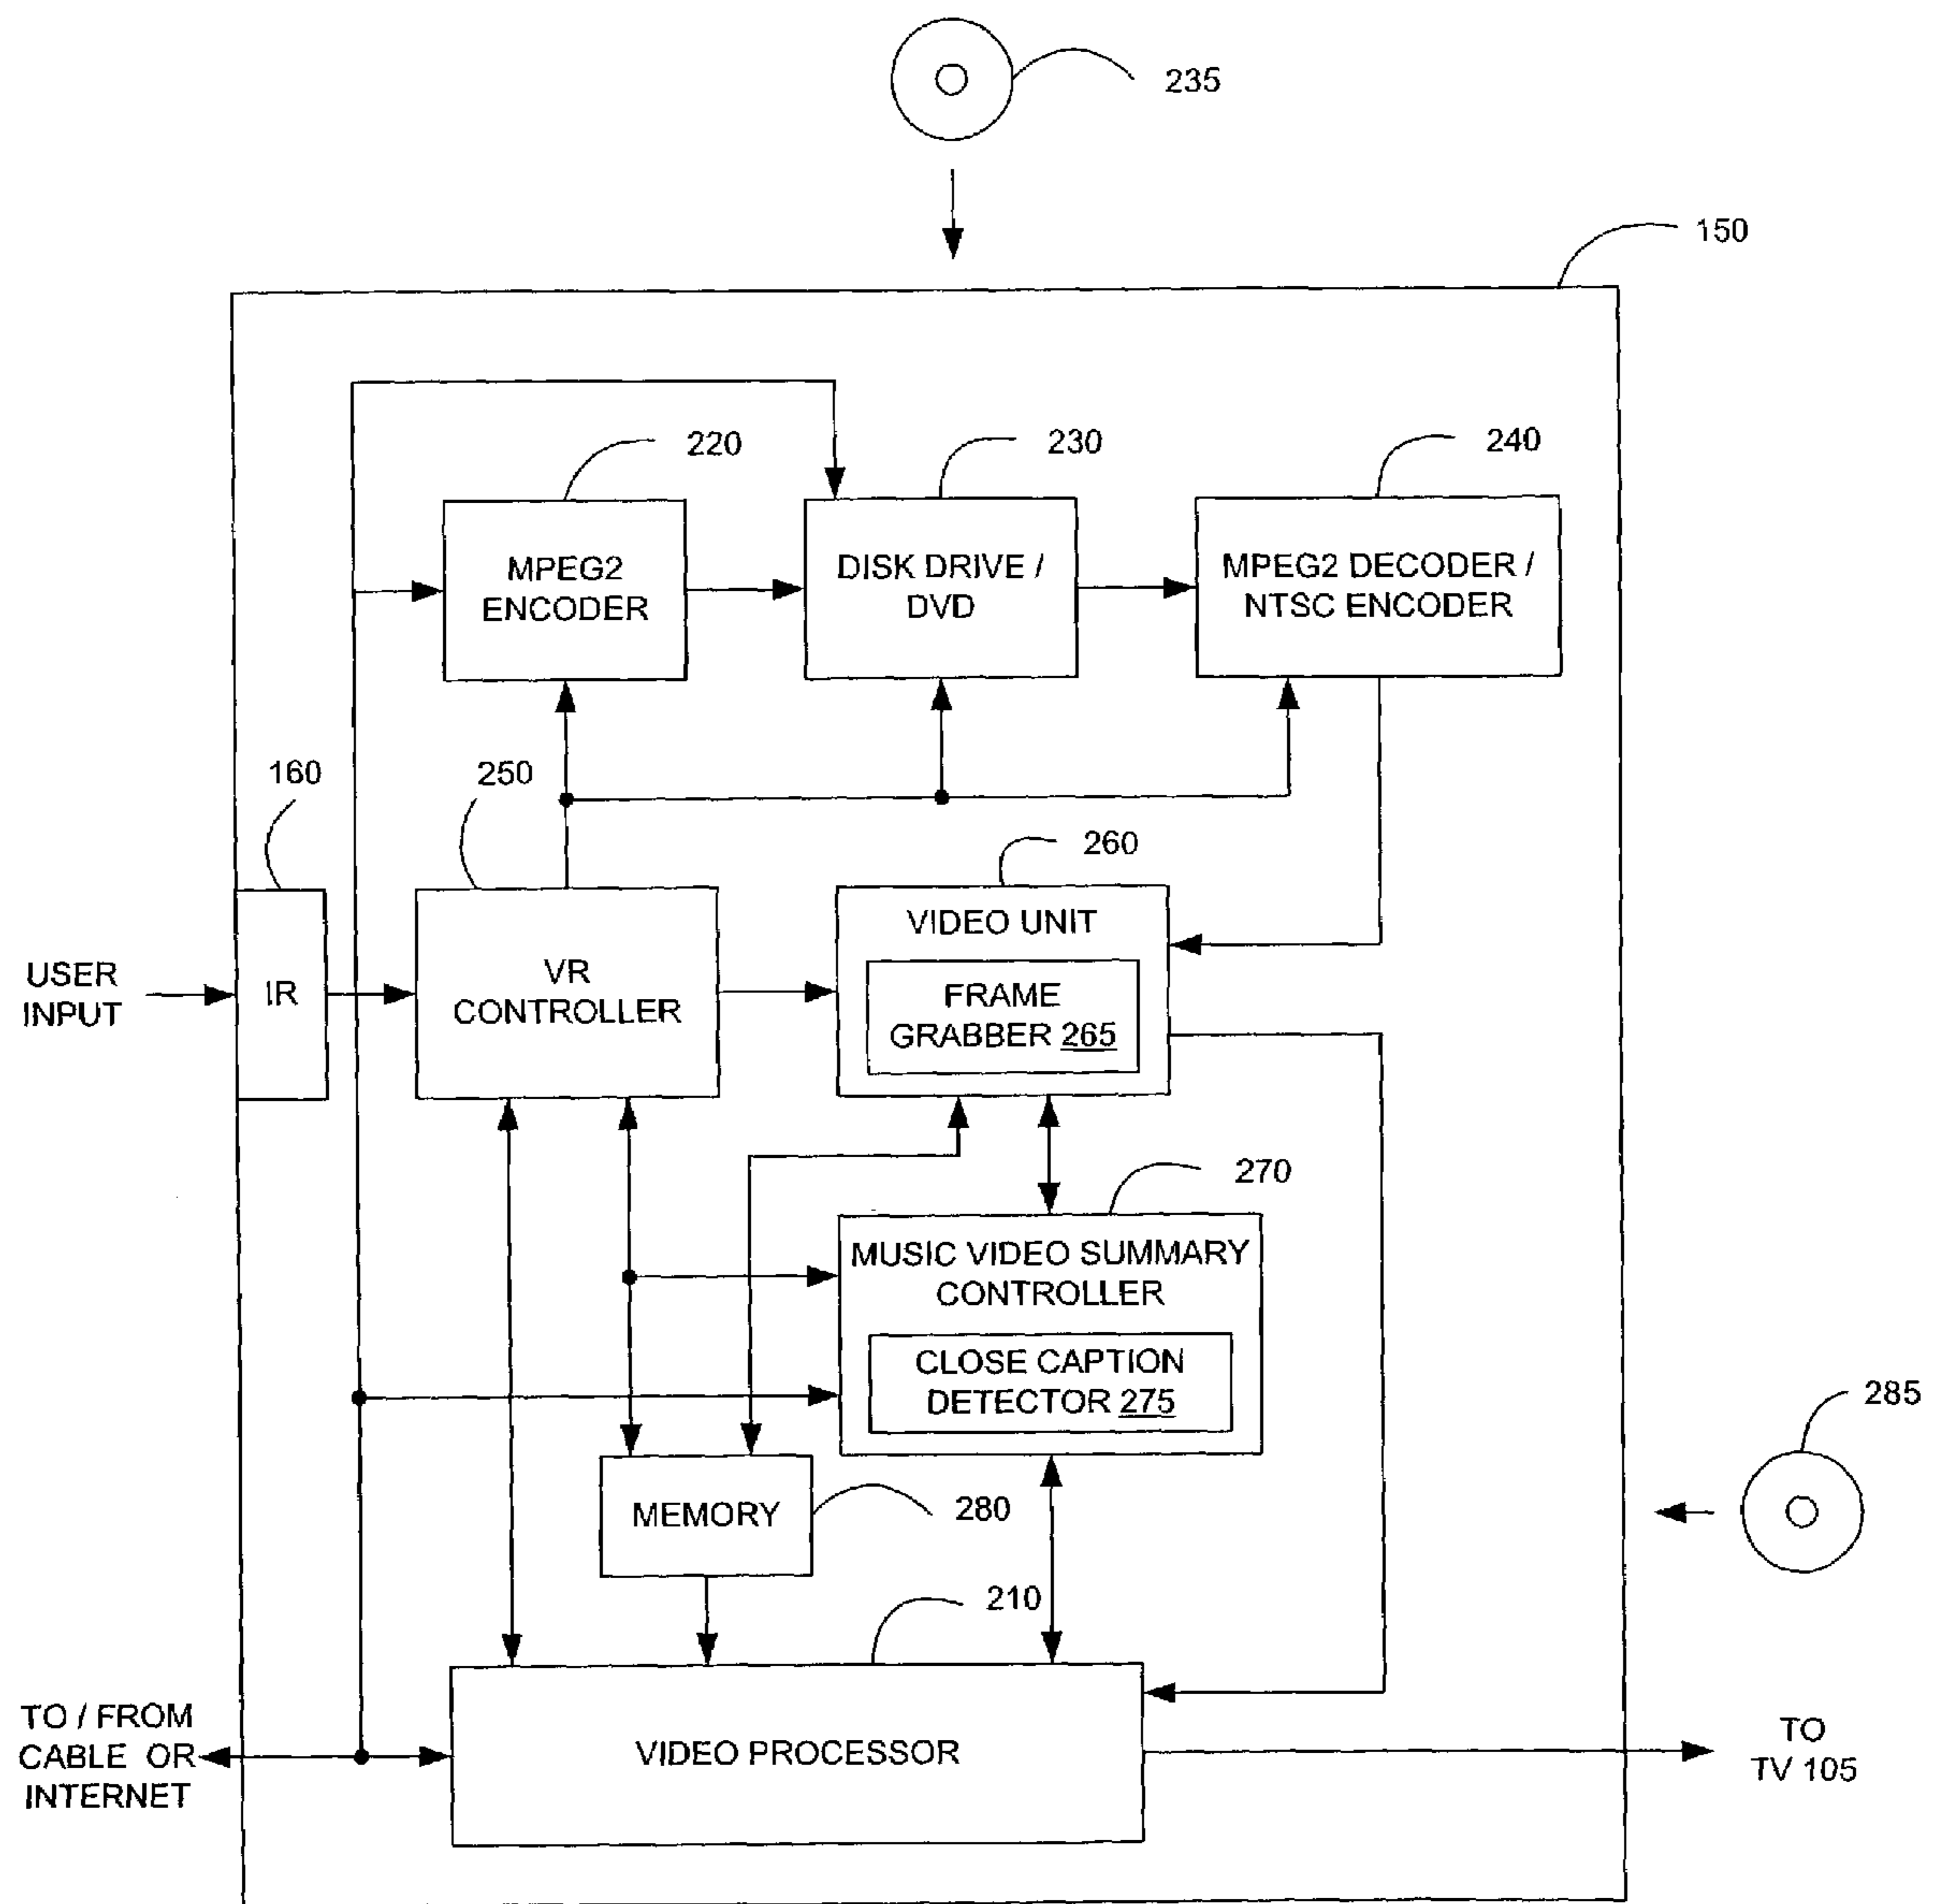 235
150
220
230
240
MPEG2
ENCODER
DISK DRIVE /
DVD
MPEG2 DECODER /
NTSC ENCODER
160
250
260
USER
INPUT
IR
VR
CONTROLLER
VIDEO UNIT
FRAME
GRABBER 265
270
MUSIC VIDEO SUMMARY
CONTROLLER
CLOSE CAPTION
DETECTOR 275
285
MEMORY
280
210
TO / FROM
CABLE OR
INTERNET
VIDEO PROCESSOR
TO
TV 105